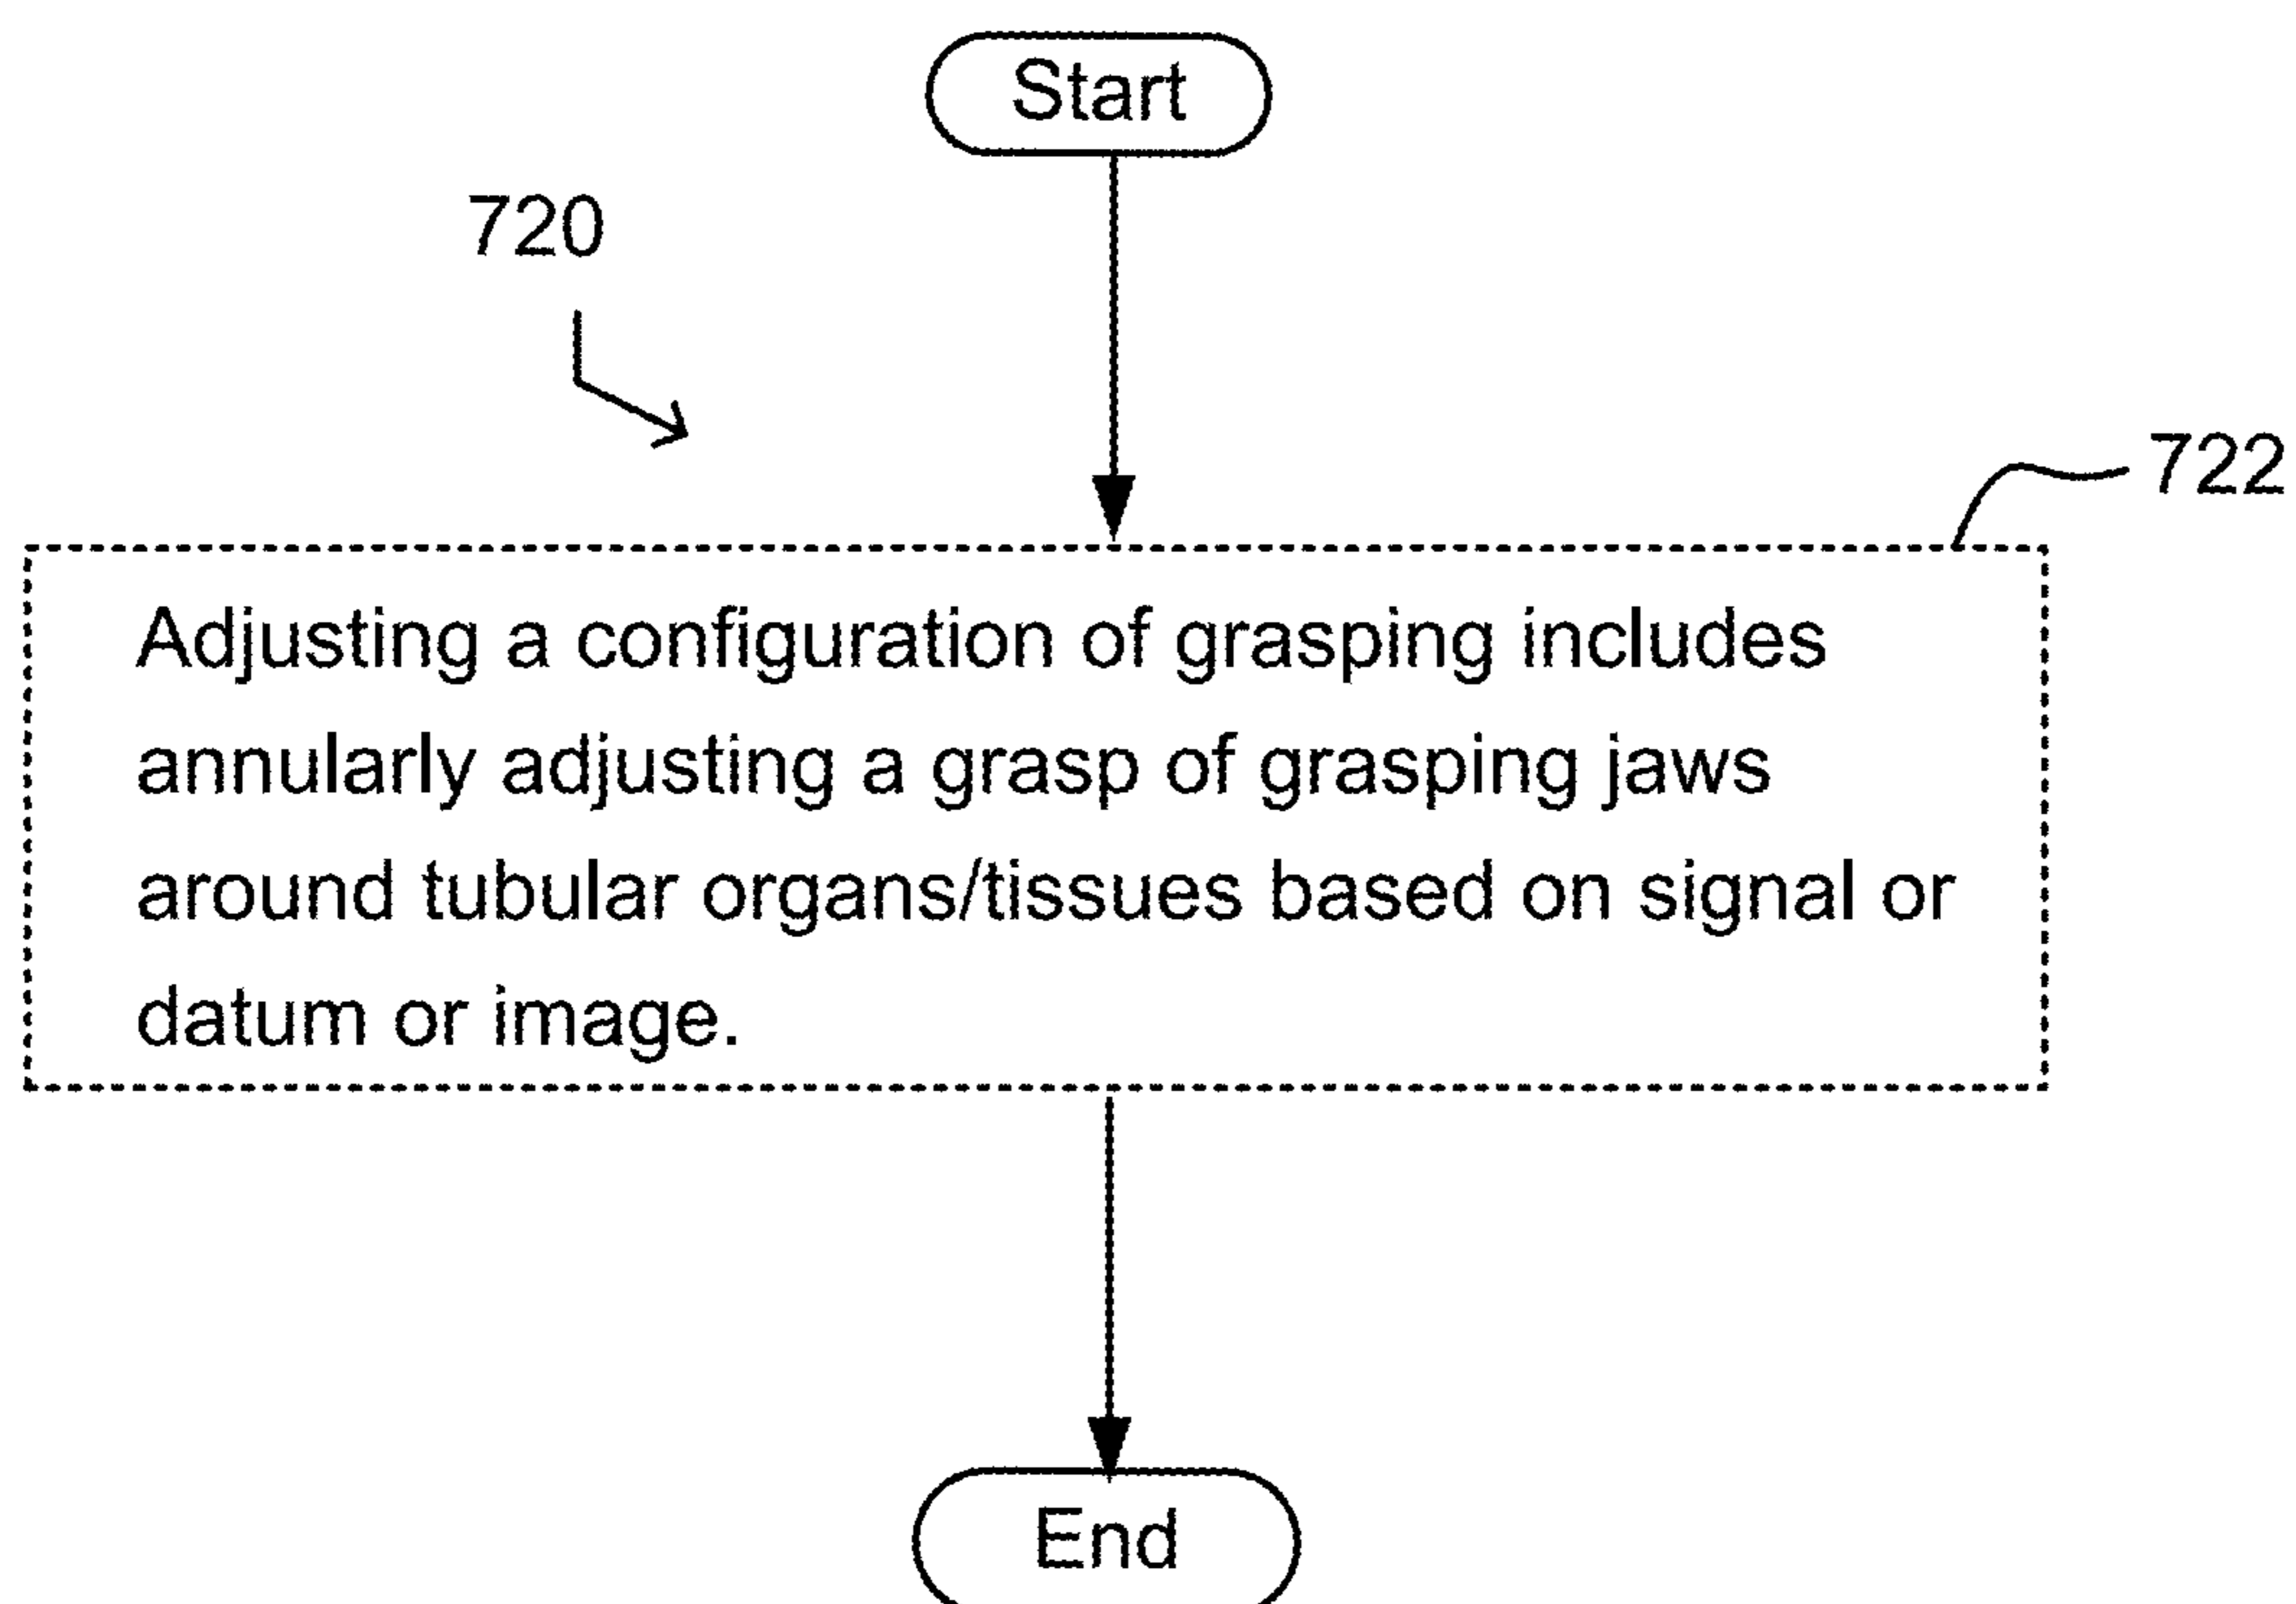 Start
720
722
Adjusting a configuration of grasping includes
annularly adjusting a grasp of grasping jaws
around tubular organs/tissues based on signal or
datum or image.
End